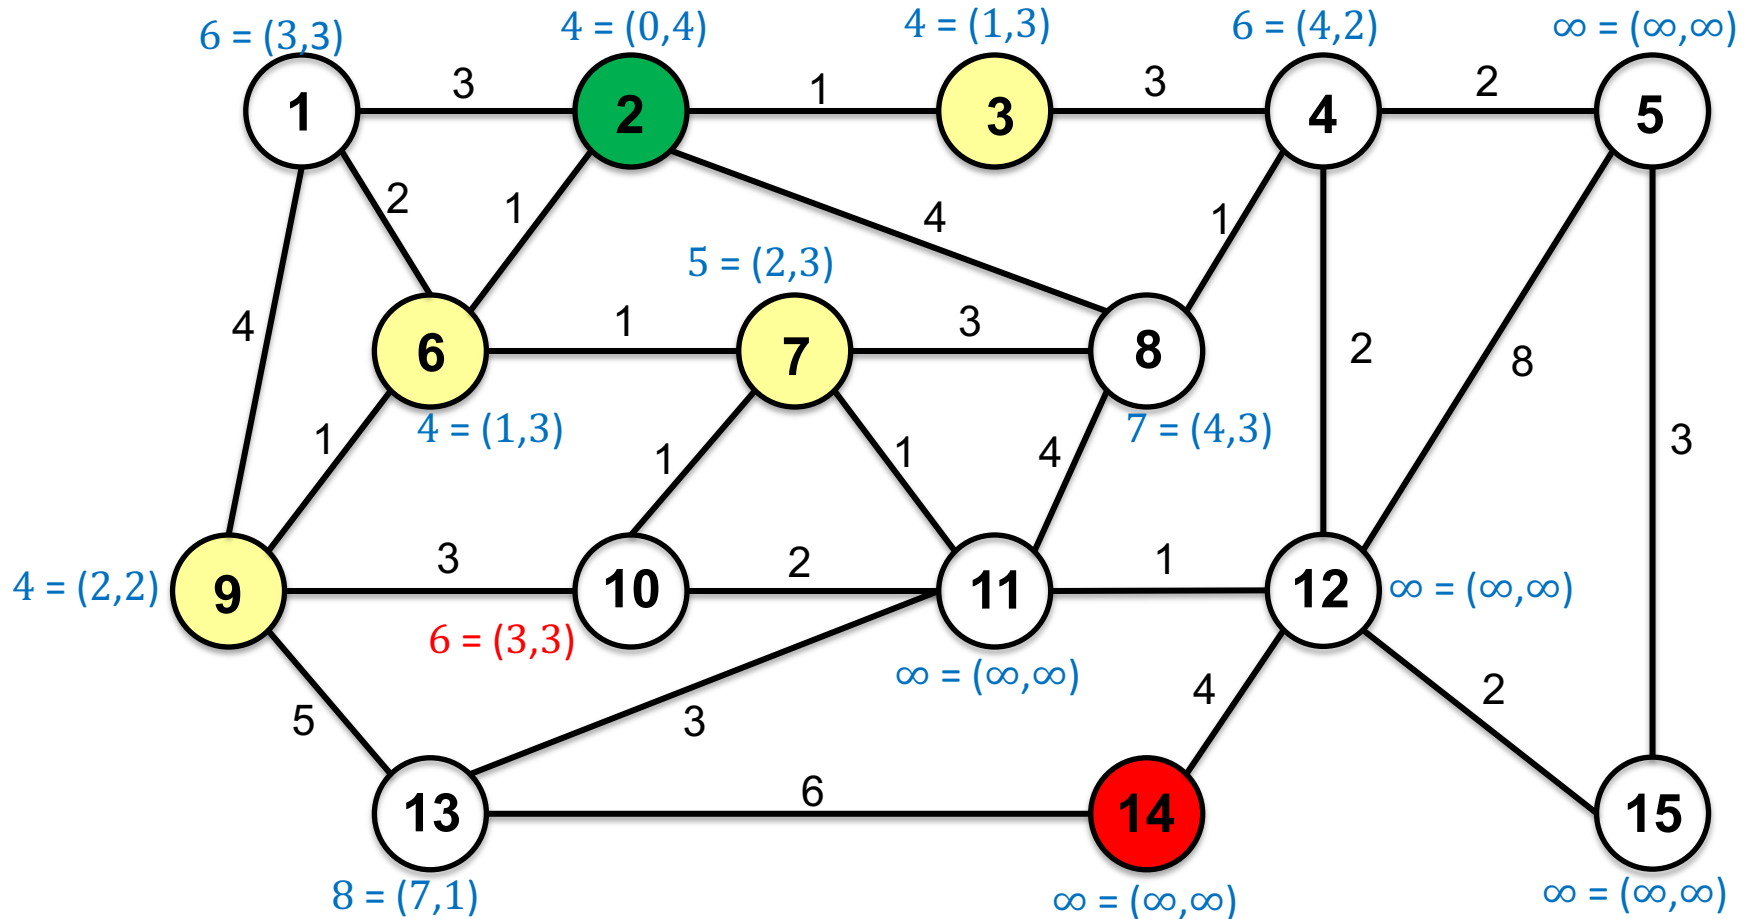 6 = (3,3)
4 = (0,4)
4 = (1,3)
6 = (4,2)
∞ = (∞,∞)
1
3
2
1
3
3
4
2
5
2
1
4
1
5 = (2,3)
4
6
1
7
3
8
2
8
3
4 = (1,3)
7 = (4,3)
1
1
1
4
4 = (2,2)
9
3
10
2
11
1
12
∞ = (∞,∞)
6 = (3,3)
∞ = (∞,∞)
5
3
4
2
13
6
14
15
8 = (7,1)
∞ = (∞,∞)
∞ = (∞,∞)